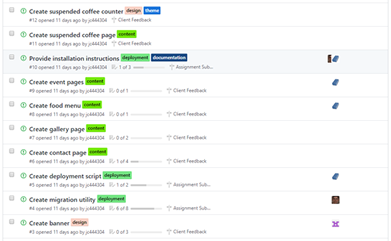 Create suspended coffee counter design theme
#12 opened 11 days ago by jc444304 Client Feedback
Create suspended coffee page content
#11 opened 11 days ago by jc444304 Client Feedback
Provide installation instructions deployment documentation
#10 opened 11 days ago by jc444304 1 of 3 Assignment Sub...
Create event pages content
#9 opened 11 days ago by jc444304 0 of 1 Client Feedback
Create food menu content
#8 opened 11 days ago by jc444304 0 of 1 Client Feedback
Create gallery page content
#7 opened 11 days ago by jc444304 0 of 2 Client Feedback
Create contact page content
#6 opened 11 days ago by jc444304 1 of 4 Client Feedback
Create deployment script deployment
#5 opened 11 days ago by jc444304 1 of 2 Assignment Sub...
Create migration utility deployment
#4 opened 11 days ago by jc444304 6 of 8 Assignment Sub...
Create banner design
#3 opened 11 days ago by jc444304 0 of 1 Client Feedback